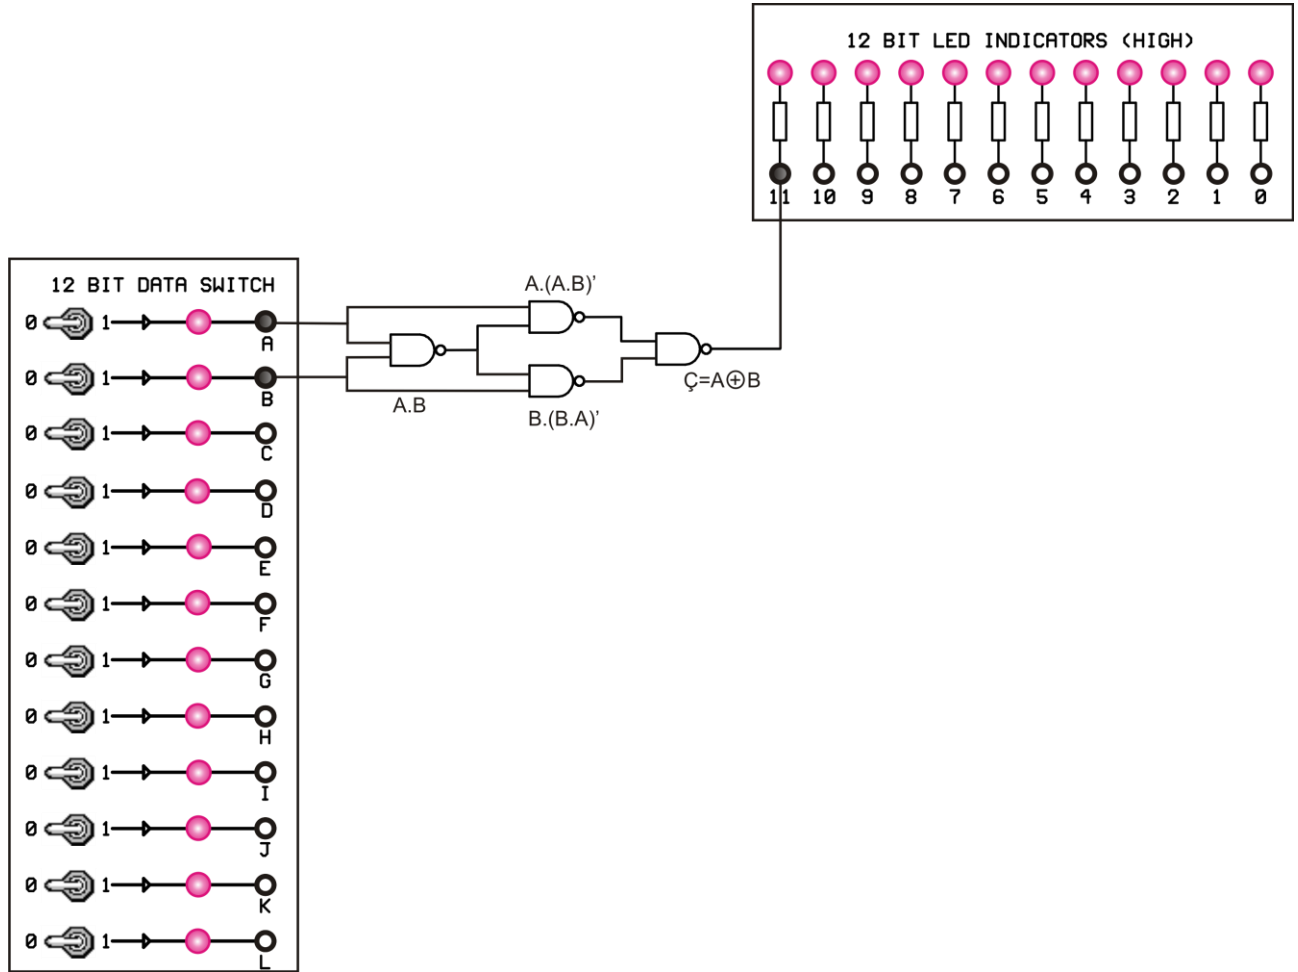 12 BIT LED INDICATORS (HIGH)
11 10 9 8 7 6 5 4 3 2 1 0
12 BIT DATA SWITCH
0 1 A
0 1 B
0 1 C
0 1 D
0 1 E
0 1 F
0 1 G
0 1 H
0 1 I
0 1 J
0 1 K
0 1 L
A.(A.B)’
A.B
B.(B.A)’
Ç=A⊕B